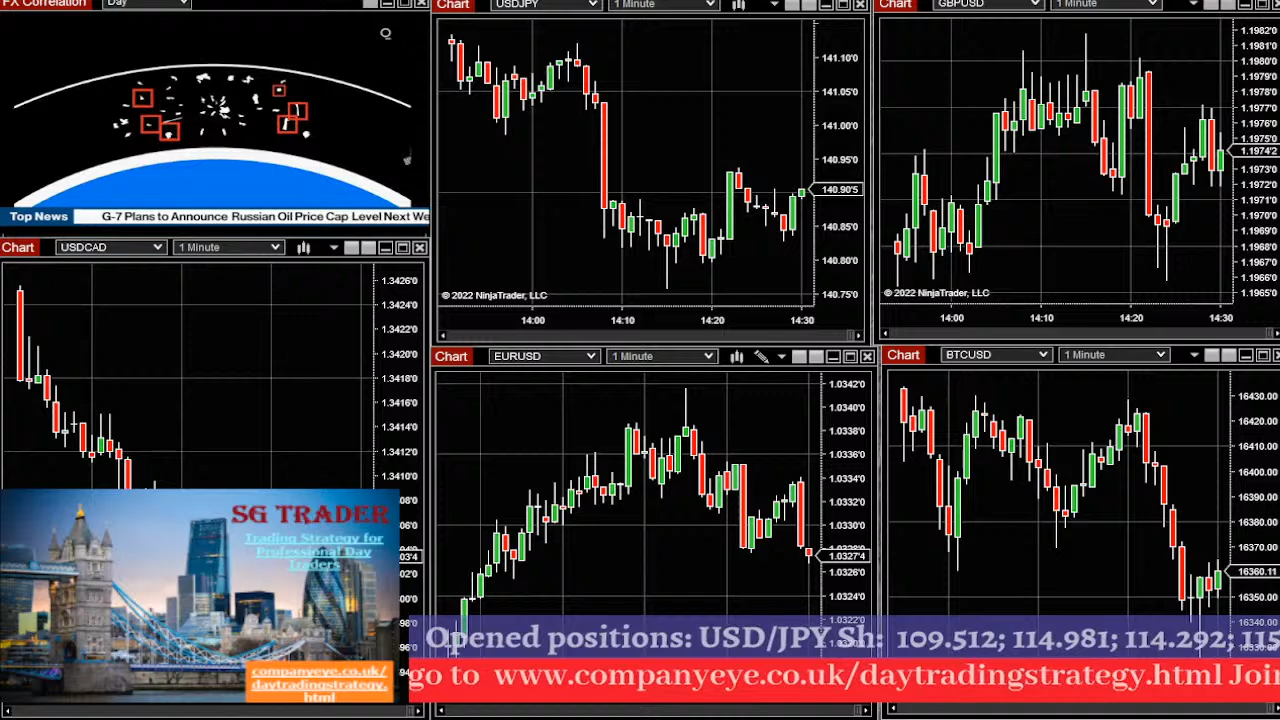 FX Correlation
Day
Top News
G-7 Plans to Announce Russian Oil Price Cap Level Next We
Chart
USDJPY
1 Minute
141.10'0
141.05'0
141.00'0
140.95'0
140.90'5
140.85'0
140.80'0
140.75'0
© 2022 NinjaTrader, LLC
14:00
14:10
14:20
14:30
Chart
GBPUSD
1 Minute
1.1982'0
1.1981'0
1.1980'0
1.1978'0
1.1977'0
1.1976'0
1.1975'0
1.1974'2
1.1973'0
1.1972'0
1.1971'0
1.1969'0
1.1968'0
1.1967'0
1.1966'0
1.1965'0
© 2022 NinjaTrader, LLC
14:00
14:10
14:20
14:30
Chart
USDCAD
1 Minute
1.3426'0
1.3424'0
1.3422'0
1.3420'0
1.3418'0
1.3416'0
1.3414'0
1.3412'0
1.3410'0
Chart
EURUSD
1 Minute
1.0342'0
1.0340'0
1.0338'0
1.0336'0
1.0334'0
1.0332'0
1.0330'0
1.0327'4
1.0326'0
1.0324'0
1.0322'0
Chart
BTCUSD
1 Minute
16430.00
16420.00
16410.00
16400.00
16390.00
16380.00
16370.00
16360.11
16350.00
16340.00
SG TRADER
Trading Strategy for
Professional Day
Traders
companyeye.co.uk/
daytradingstrategy.
html
Opened positions: USD/JPY Sh: 109.512; 114.981; 114.292; 115
go to www.companyeye.co.uk/daytradingstrategy.html Join